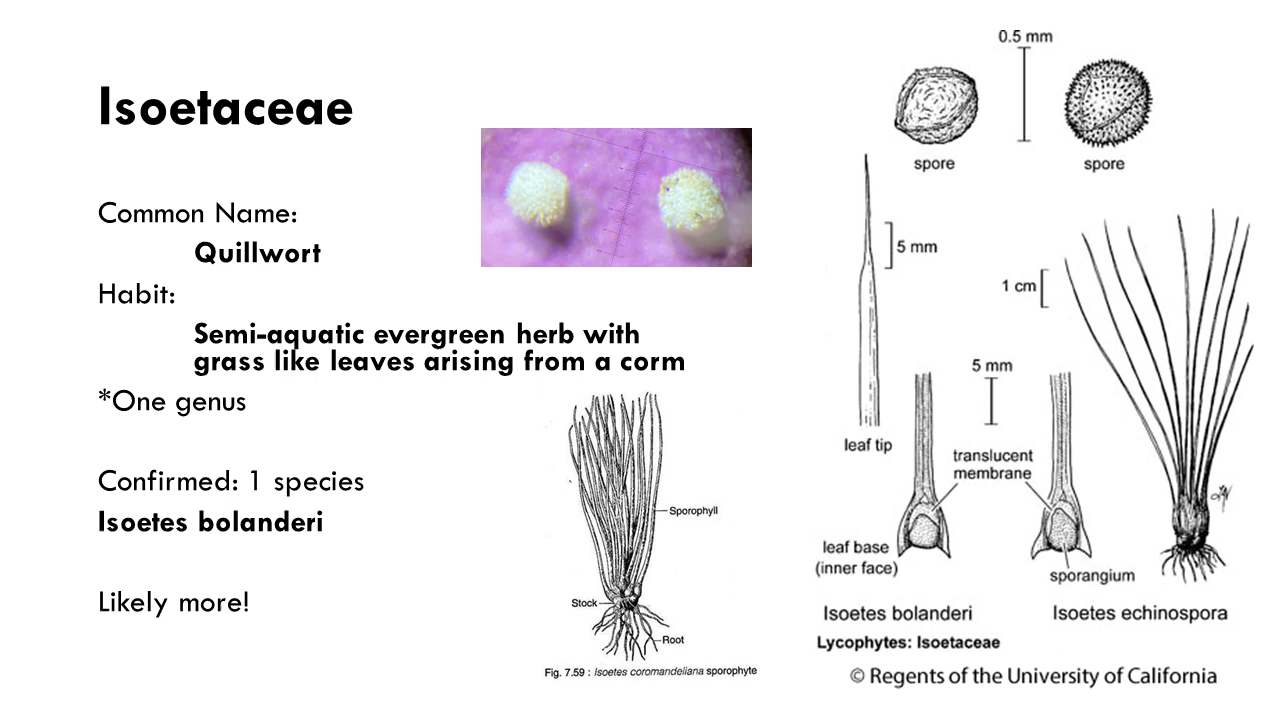 Isoetaceae
Common Name:
Quillwort
Habit:
Semi-aquatic evergreen herb with
grass like leaves arising from a corm
*One genus
Confirmed: 1 species
Isoetes bolanderi
Likely more!
Sporophyll
Stock
Root
Fig. 7.59 : Isoetes coromandeliana sporophyte
0.5 mm
spore
spore
5 mm
1 cm
leaf tip
5 mm
translucent
membrane
leaf base
(inner face)
sporangium
Isoetes bolanderi
Isoetes echinospora
Lycophytes: Isoetaceae
© Regents of the University of California